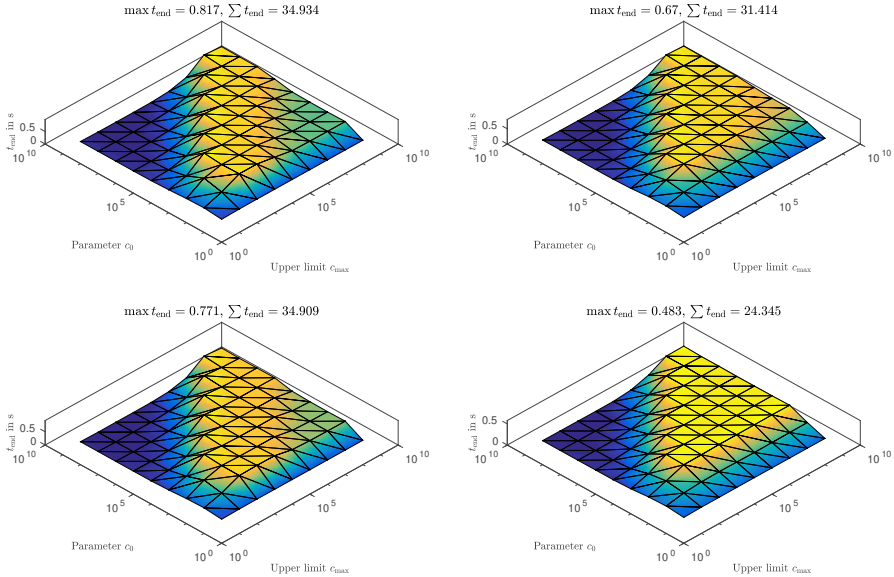 max t_end = 0.817, ∑ t_end = 34.934
t_end in s
0.5
0
10^10
10^5
10^0
Parameter c_0
10^0
10^5
10^10
Upper limit c_max
max t_end = 0.67, ∑ t_end = 31.414
t_end in s
0.5
0
10^10
10^5
10^0
Parameter c_0
10^0
10^5
10^10
Upper limit c_max
max t_end = 0.771, ∑ t_end = 34.909
t_end in s
0.5
0
10^10
10^5
10^0
Parameter c_0
10^0
10^5
10^10
Upper limit c_max
max t_end = 0.483, ∑ t_end = 24.345
t_end in s
0.5
0
10^10
10^5
10^0
Parameter c_0
10^0
10^5
10^10
Upper limit c_max